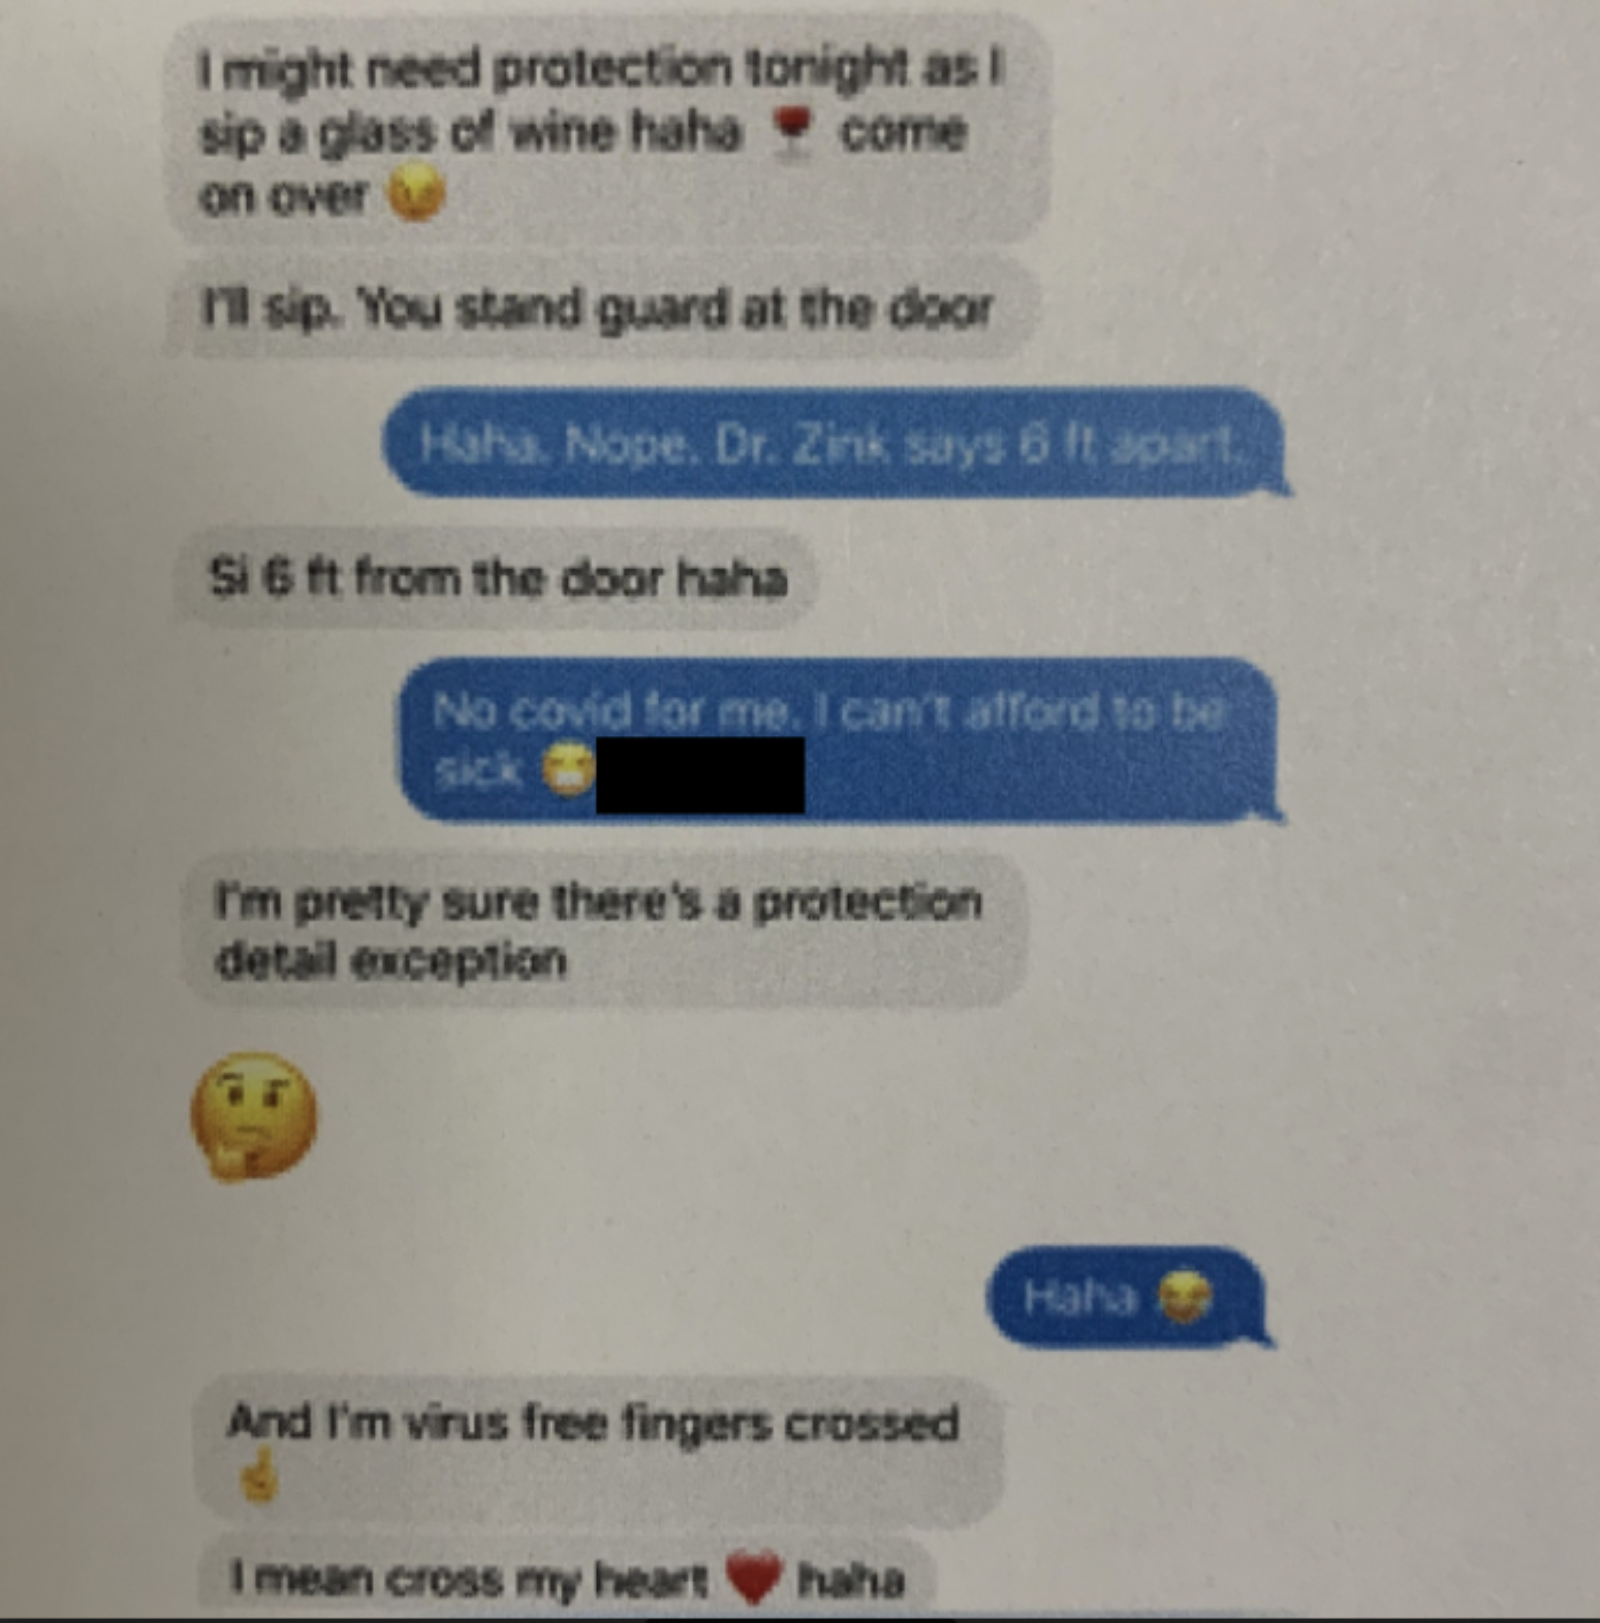 I might need protection tonight as I
sip a glass of wine haha 🍷 come
on over 😉
I'll sip. You stand guard at the door
Haha. Nope. Dr. Zink says 6 ft apart.
Si 6 ft from the door haha
No covid for me. I can't afford to be
sick 😷
I'm pretty sure there's a protection
detail exception
🤔
Haha 😂
And I'm virus free fingers crossed
🤞
I mean cross my heart ❤️ haha